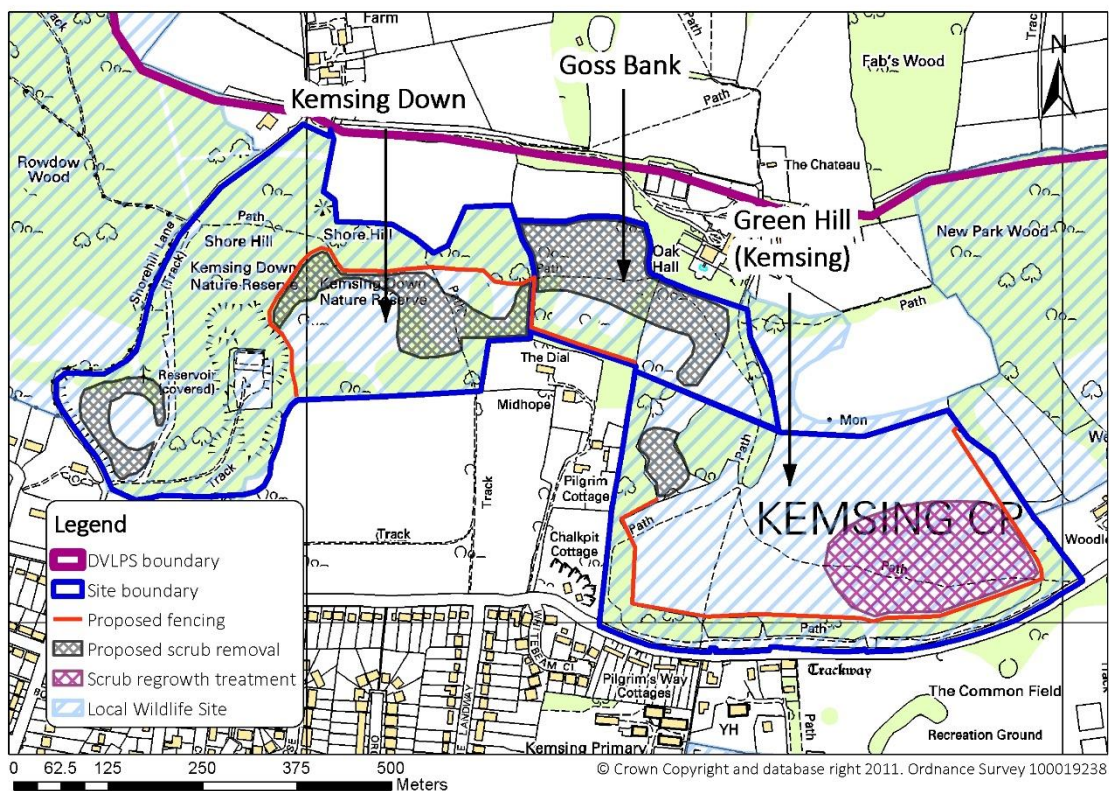 Farm
Track
Goss Bank
Fab's Wood
N
Track
Kemsing Down
Path
Rowdow
Wood
The Chateau
Path
Shore Hill
Shore Hill
Green Hill
(Kemsing)
New Park Wood
Shorehill Lane
(Track)
Kemsing Down
Nature Reserve
Kemsing Down
Nature Reserve
Path
Path
Path
Oak
Hall
Path
Reservoir
(covered)
The Dial
Midhope
Mon
Track
Path
Pilgrim
Cottage
KEMSING CP
Track
Track
Path
Chalkpit
Cottage
Path
Path
Trackway
WHITEBEAM CL
E LANDWAY
Pilgrim's Way
Cottages
YH
Path
Kemsing Primary
The Common Field
Recreation Ground
Track
Legend
DVLPS boundary
Site boundary
Proposed fencing
Proposed scrub removal
Scrub regrowth treatment
Local Wildlife Site
0 62.5 125 250 375 500
Meters
© Crown Copyright and database right 2011. Ordnance Survey 100019238